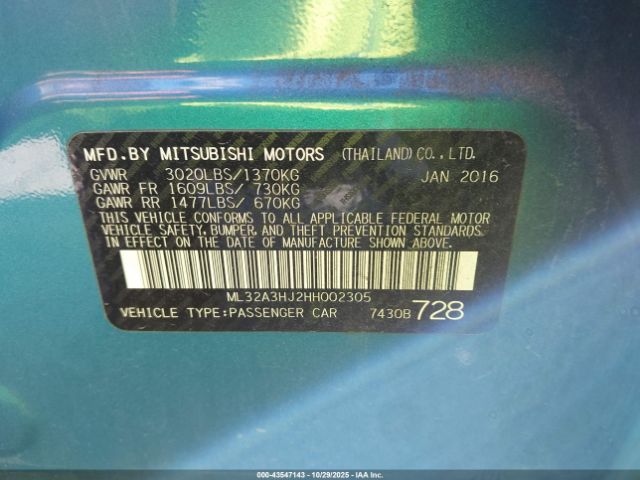 MFD.BY MITSUBISHI MOTORS (THAILAND) CO., LTD.
GVWR 3020LBS/1370KG JAN 2016
GAWR FR 1609LBS/ 730KG
GAWR RR 1477LBS/ 670KG
THIS VEHICLE CONFORMS TO ALL APPLICABLE FEDERAL MOTOR
VEHICLE SAFETY, BUMPER, AND THEFT PREVENTION STANDARDS
IN EFFECT ON THE DATE OF MANUFACTURE SHOWN ABOVE.
ML32A3HJ2HH002305
VEHICLE TYPE:PASSENGER CAR 7430B 728
000-43547143 | 10/29/2025 | IAA Holdings, LLC